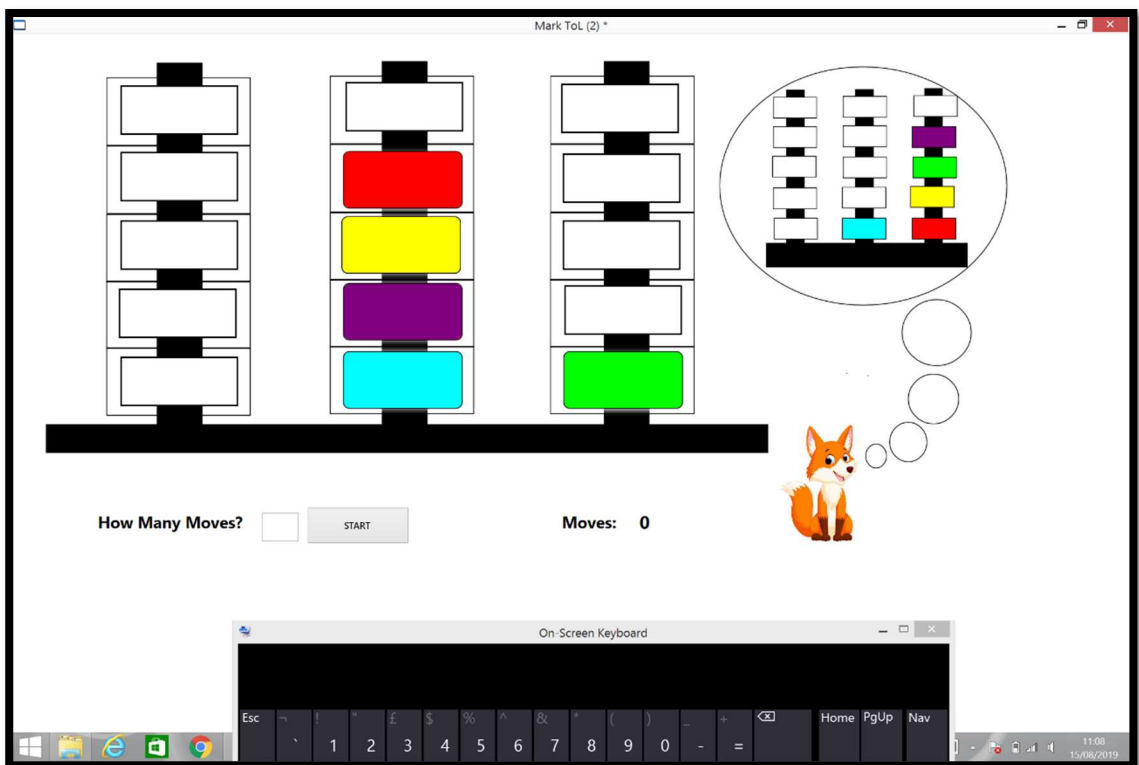 Mark ToL (2) *
How Many Moves?
START
Moves: 0
On-Screen Keyboard
Esc ¬ ! " £ $ % ^ & * ( ) _ + Home PgUp Nav
` 1 2 3 4 5 6 7 8 9 0 - =
11:08
15/08/2019